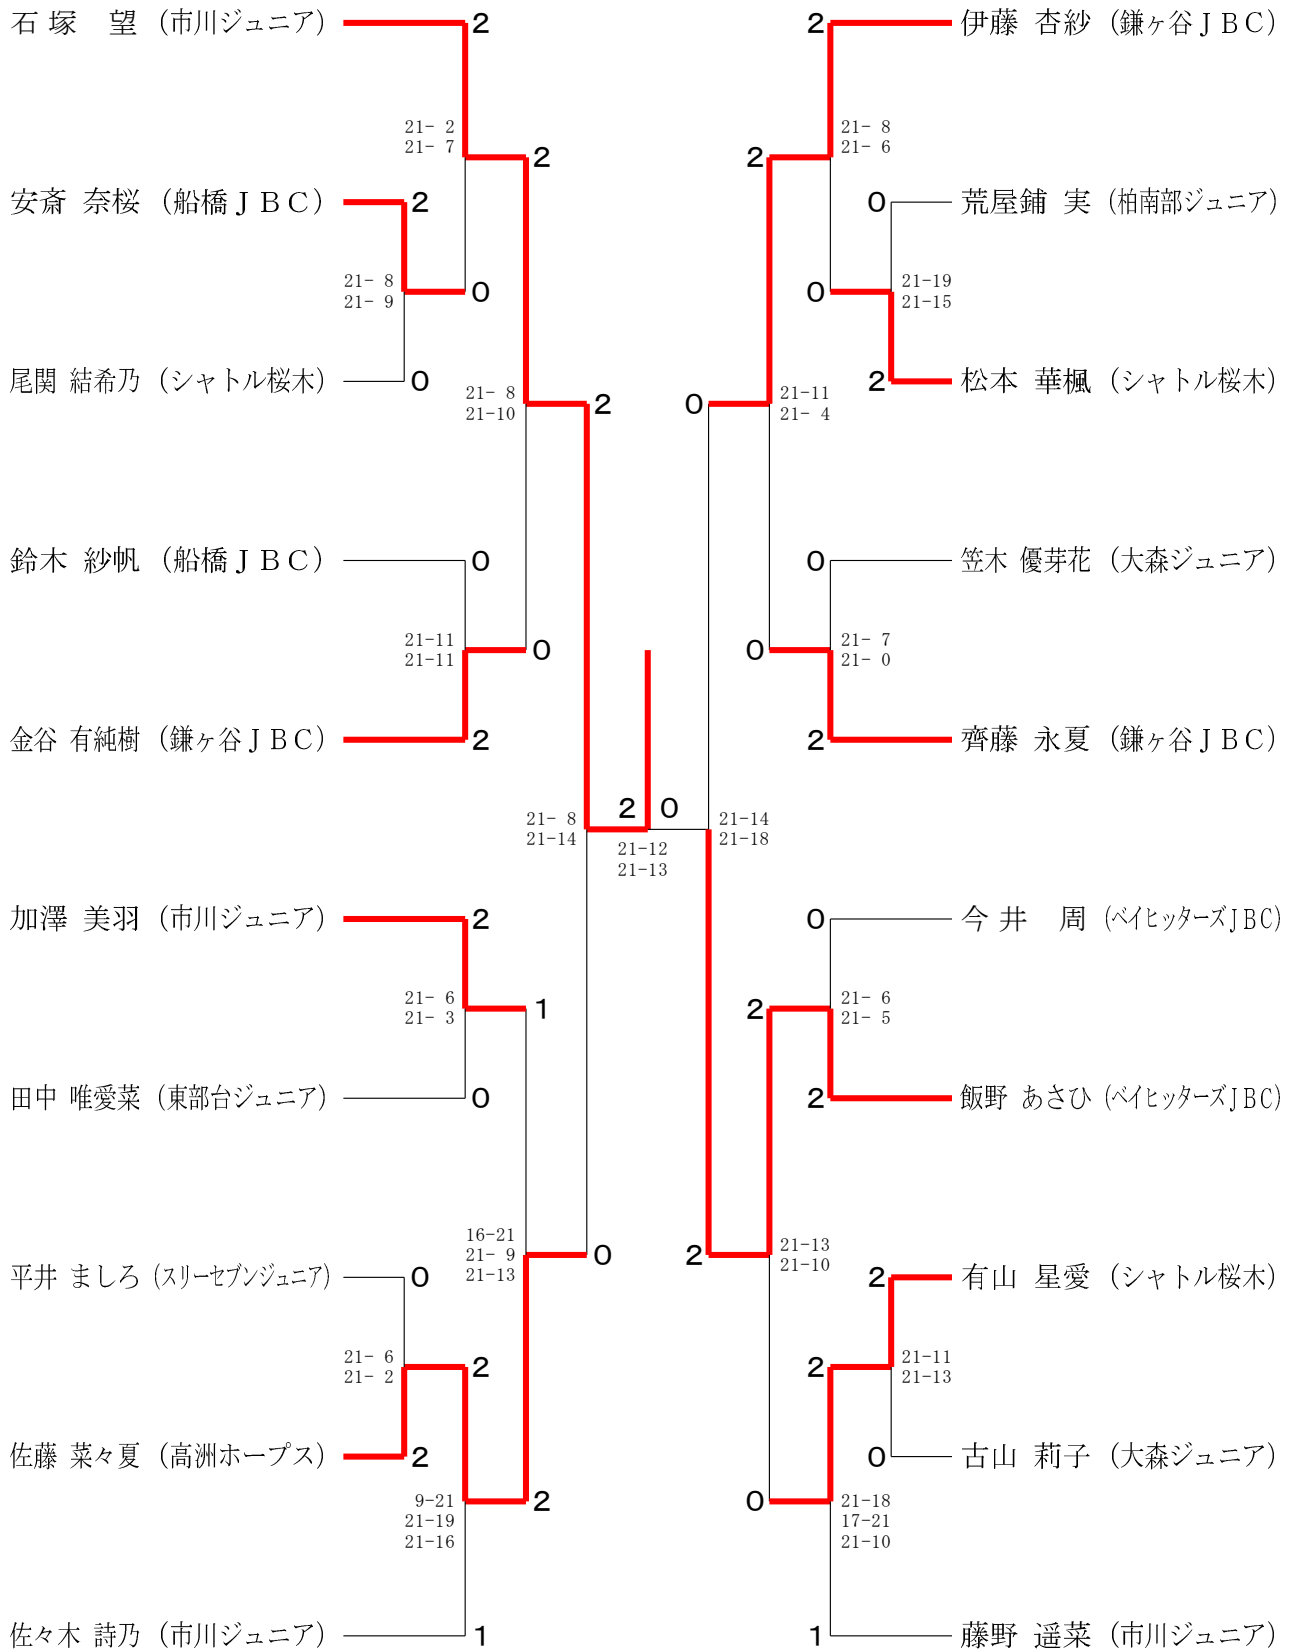 石塚　望 （市川ジュニア） 2
2 伊藤 杏紗 （鎌ヶ谷ＪＢＣ）
21- 2
21- 7
2
2
21- 8
21- 6
安斎 奈桜 （船橋ＪＢＣ） 2
0 荒屋鋪 実 （柏南部ジュニア）
21- 8
21- 9
0
0
21-19
21-15
尾関 結希乃 （シャトル桜木） 0
2 松本 華楓 （シャトル桜木）
21- 8
21-10
2
0
21-11
21- 4
鈴木 紗帆 （船橋ＪＢＣ） 0
0 笠木 優芽花 （大森ジュニア）
21-11
21-11
0
0
21- 7
21- 0
金谷 有純樹 （鎌ヶ谷ＪＢＣ） 2
2 齊藤 永夏 （鎌ヶ谷ＪＢＣ）
21- 8
21-14
2 0
21-12
21-13
21-14
21-18
加澤 美羽 （市川ジュニア） 2
0 今井　周 （ベイヒッターズJBC）
21- 6
21- 3
1
2
21- 6
21- 5
田中 唯愛菜 （東部台ジュニア） 0
2 飯野 あさひ （ベイヒッターズJBC）
16-21
21- 9
21-13
0
2
21-13
21-10
平井 ましろ （スリーセブンジュニア） 0
2 有山 星愛 （シャトル桜木）
21- 6
21- 2
2
2
21-11
21-13
佐藤 菜々夏 （高洲ホープス） 2
0 古山 莉子 （大森ジュニア）
9-21
21-19
21-16
2
0
21-18
17-21
21-10
佐々木 詩乃 （市川ジュニア） 1
1 藤野 遥菜 （市川ジュニア）